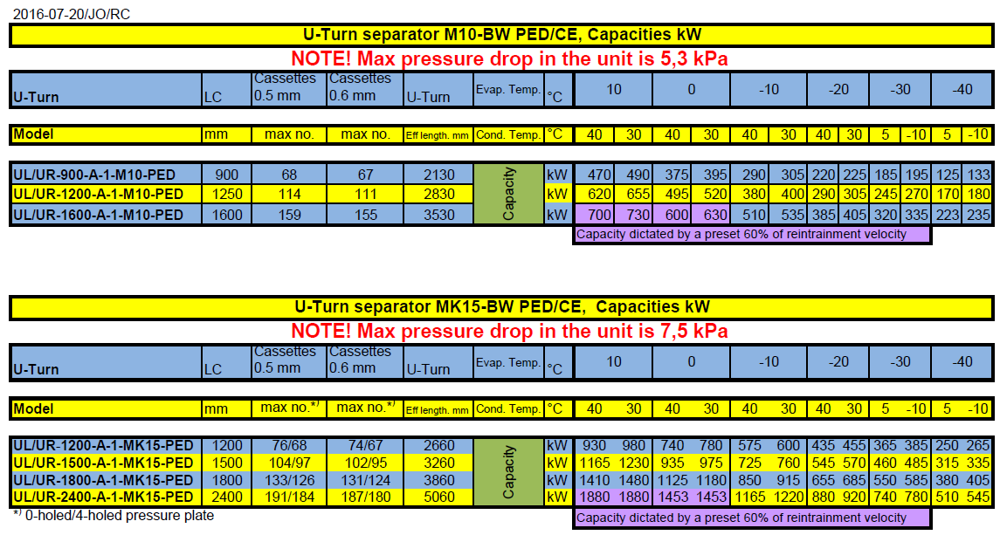 2016-07-20/JO/RC
U-Turn separator M10-BW PED/CE, Capacities kW
NOTE! Max pressure drop in the unit is 5,3 kPa
U-Turn LC Cassettes 0.5 mm Cassettes 0.6 mm U-Turn Evap. Temp. °C 10 0 -10 -20 -30 -40
Model mm max no. max no. Eff length. mm Cond. Temp. °C 40 30 40 30 40 30 40 30 5 -10 5 -10
Capacity
UL/UR-900-A-1-M10-PED 900 68 67 2130 kW 470 490 375 395 290 305 220 225 185 195 125 133
UL/UR-1200-A-1-M10-PED 1250 114 111 2830 kW 620 655 495 520 380 400 290 305 245 270 170 180
UL/UR-1600-A-1-M10-PED 1600 159 155 3530 kW 700 730 600 630 510 535 385 405 320 335 223 235
Capacity dictated by a preset 60% of reintrainment velocity
U-Turn separator MK15-BW PED/CE, Capacities kW
NOTE! Max pressure drop in the unit is 7,5 kPa
U-Turn LC Cassettes 0.5 mm Cassettes 0.6 mm U-Turn Evap. Temp. °C 10 0 -10 -20 -30 -40
Model mm max no.*) max no.*) Eff length. mm Cond. Temp. °C 40 30 40 30 40 30 40 30 5 -10 5 -10
Capacity
UL/UR-1200-A-1-MK15-PED 1200 76/68 74/67 2660 kW 930 980 740 780 575 600 435 455 365 385 250 265
UL/UR-1500-A-1-MK15-PED 1500 104/97 102/95 3260 kW 1165 1230 935 975 725 760 545 570 460 485 315 335
UL/UR-1800-A-1-MK15-PED 1800 133/126 131/124 3860 kW 1410 1480 1125 1180 850 915 655 685 550 585 380 405
UL/UR-2400-A-1-MK15-PED 2400 191/184 187/180 5060 kW 1880 1880 1453 1453 1165 1220 880 920 740 780 510 545
*) 0-holed/4-holed pressure plate
Capacity dictated by a preset 60% of reintrainment velocity